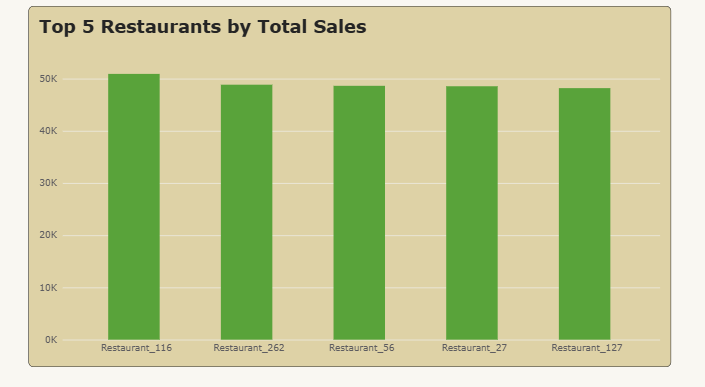 Top 5 Restaurants by Total Sales
50K
40K
30K
20K
10K
0K
Restaurant_116 Restaurant_262 Restaurant_56 Restaurant_27 Restaurant_127